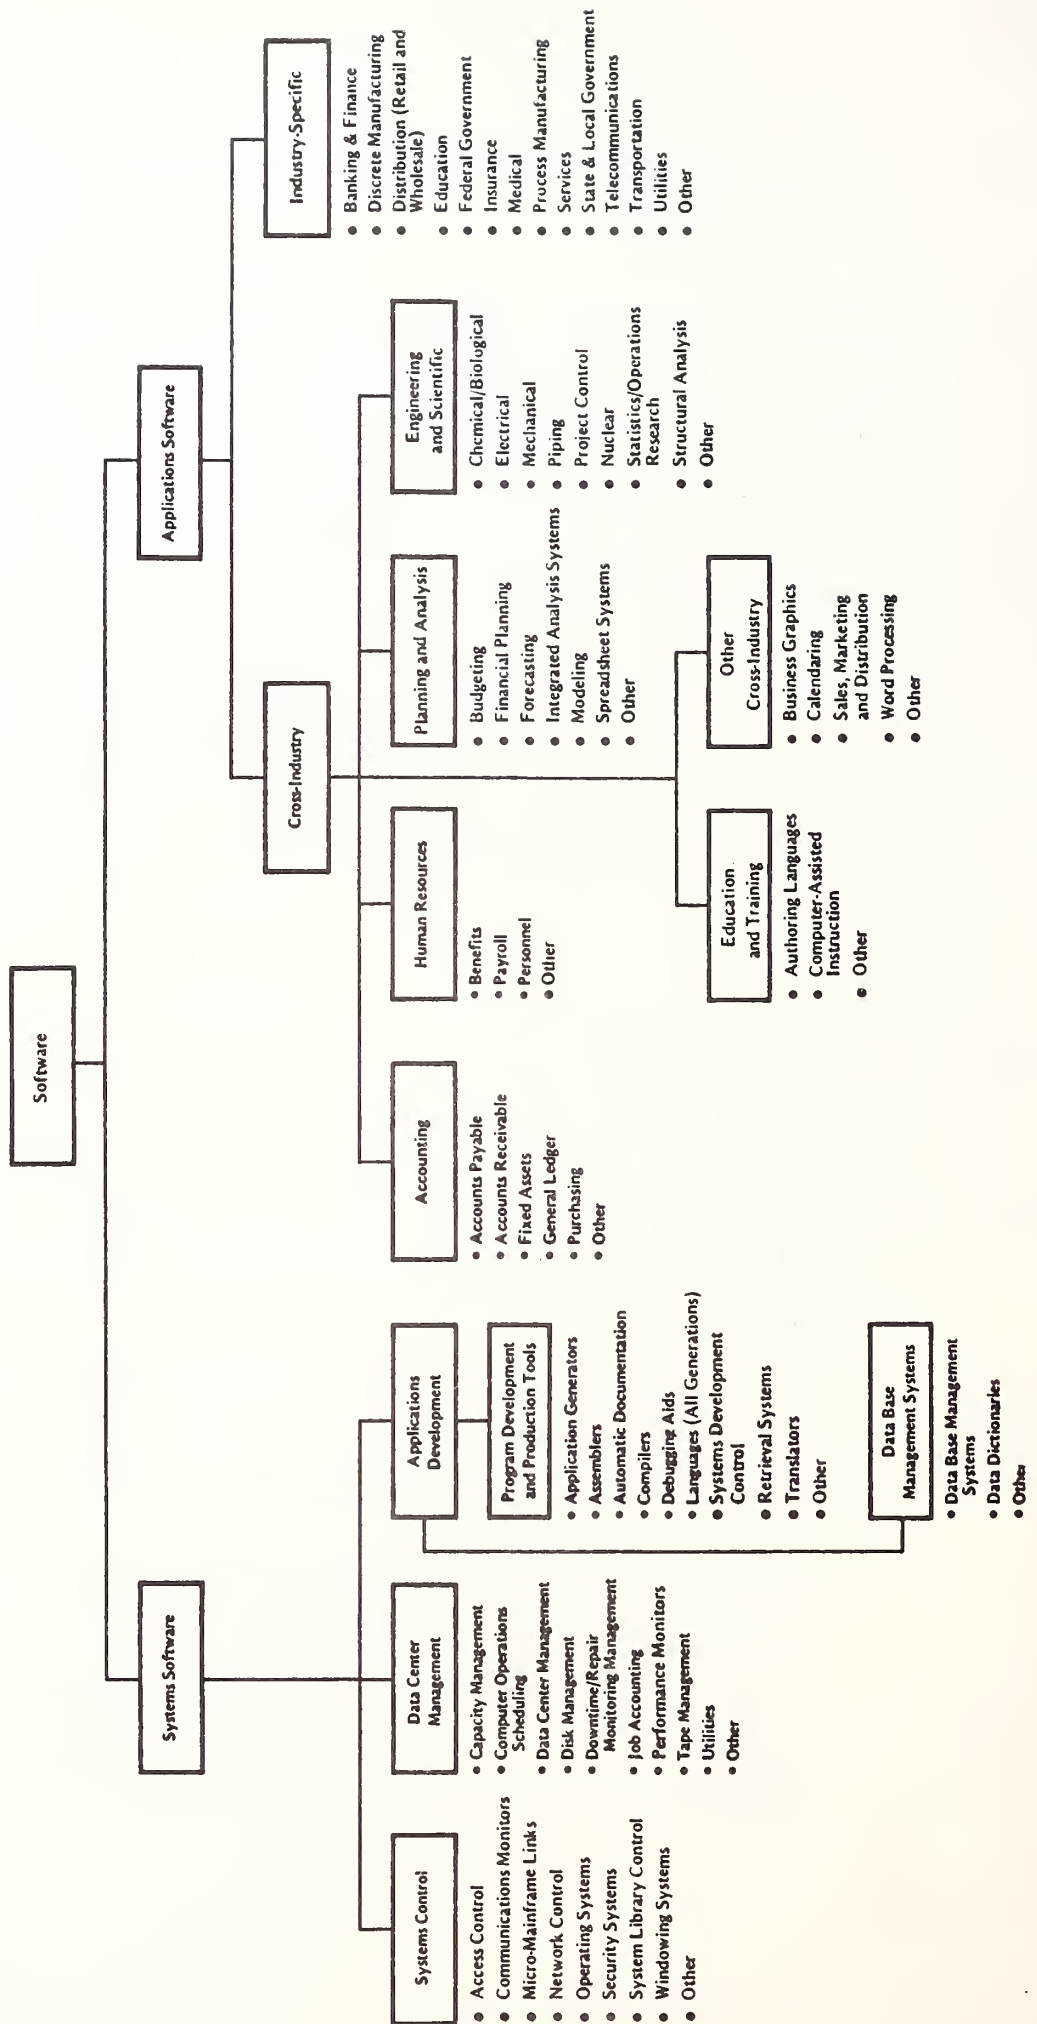 Software
Systems Software
Applications Software
Systems Control
• Access Control
• Communications Monitors
• Micro-Mainframe Links
• Network Control
• Operating Systems
• Security Systems
• System Library Control
• Windowing Systems
• Other
Data Center
Management
• Capacity Management
• Computer Operations
Scheduling
• Data Center Management
• Disk Management
• Downtime/Repair
Monitoring Management
• Job Accounting
• Performance Monitors
• Tape Management
• Utilities
• Other
Applications
Development
Program Development
and Production Tools
• Application Generators
• Assemblers
• Automatic Documentation
• Compilers
• Debugging Aids
• Languages (All Generations)
• Systems Development
Control
• Retrieval Systems
• Translators
• Other
Data Base
Management Systems
• Data Base Management
Systems
• Data Dictionaries
• Other
Cross-Industry
Accounting
• Accounts Payable
• Accounts Receivable
• Fixed Assets
• General Ledger
• Purchasing
• Other
Human Resources
• Benefits
• Payroll
• Personnel
• Other
Planning and Analysis
• Budgeting
• Financial Planning
• Forecasting
• Integrated Analysis Systems
• Modeling
• Spreadsheet Systems
• Other
Engineering
and Scientific
• Chemical/Biological
• Electrical
• Mechanical
• Piping
• Project Control
• Nuclear
• Statistics/Operations
Research
• Structural Analysis
• Other
Education
and Training
• Authoring Languages
• Computer-Assisted
Instruction
• Other
Other
Cross-Industry
• Business Graphics
• Calendaring
• Sales, Marketing
and Distribution
• Word Processing
• Other
Industry-Specific
• Banking & Finance
• Discrete Manufacturing
• Distribution (Retail and
Wholesale)
• Education
• Federal Government
• Insurance
• Medical
• Process Manufacturing
• Services
• State & Local Government
• Telecommunications
• Transportation
• Utilities
• Other